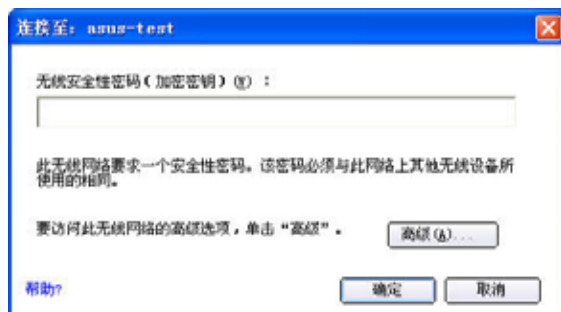 连接至: asus-test
无线安全性密码(加密密钥)(W):
此无线网络要求一个安全性密码。该密码必须与此网络上其他无线设备所
使用的相同。
要访问此无线网络的高级选项,单击“高级”。
高级(A)...
帮助?
确定
取消